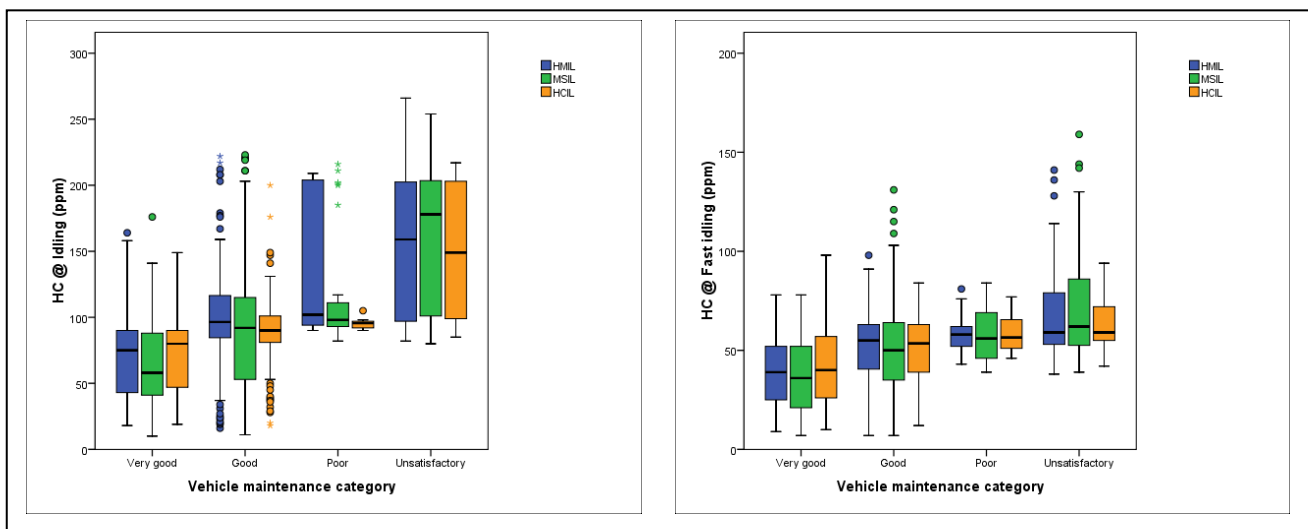 HC @ Idling (ppm)
300
250
200
150
100
50
0
Very good
Good
Poor
Unsatisfactory
Vehicle maintenance category
HMIL
MSIL
HCIL
HC @ Fast idling (ppm)
200
150
100
50
0
Very good
Good
Poor
Unsatisfactory
Vehicle maintenance category
HMIL
MSIL
HCIL